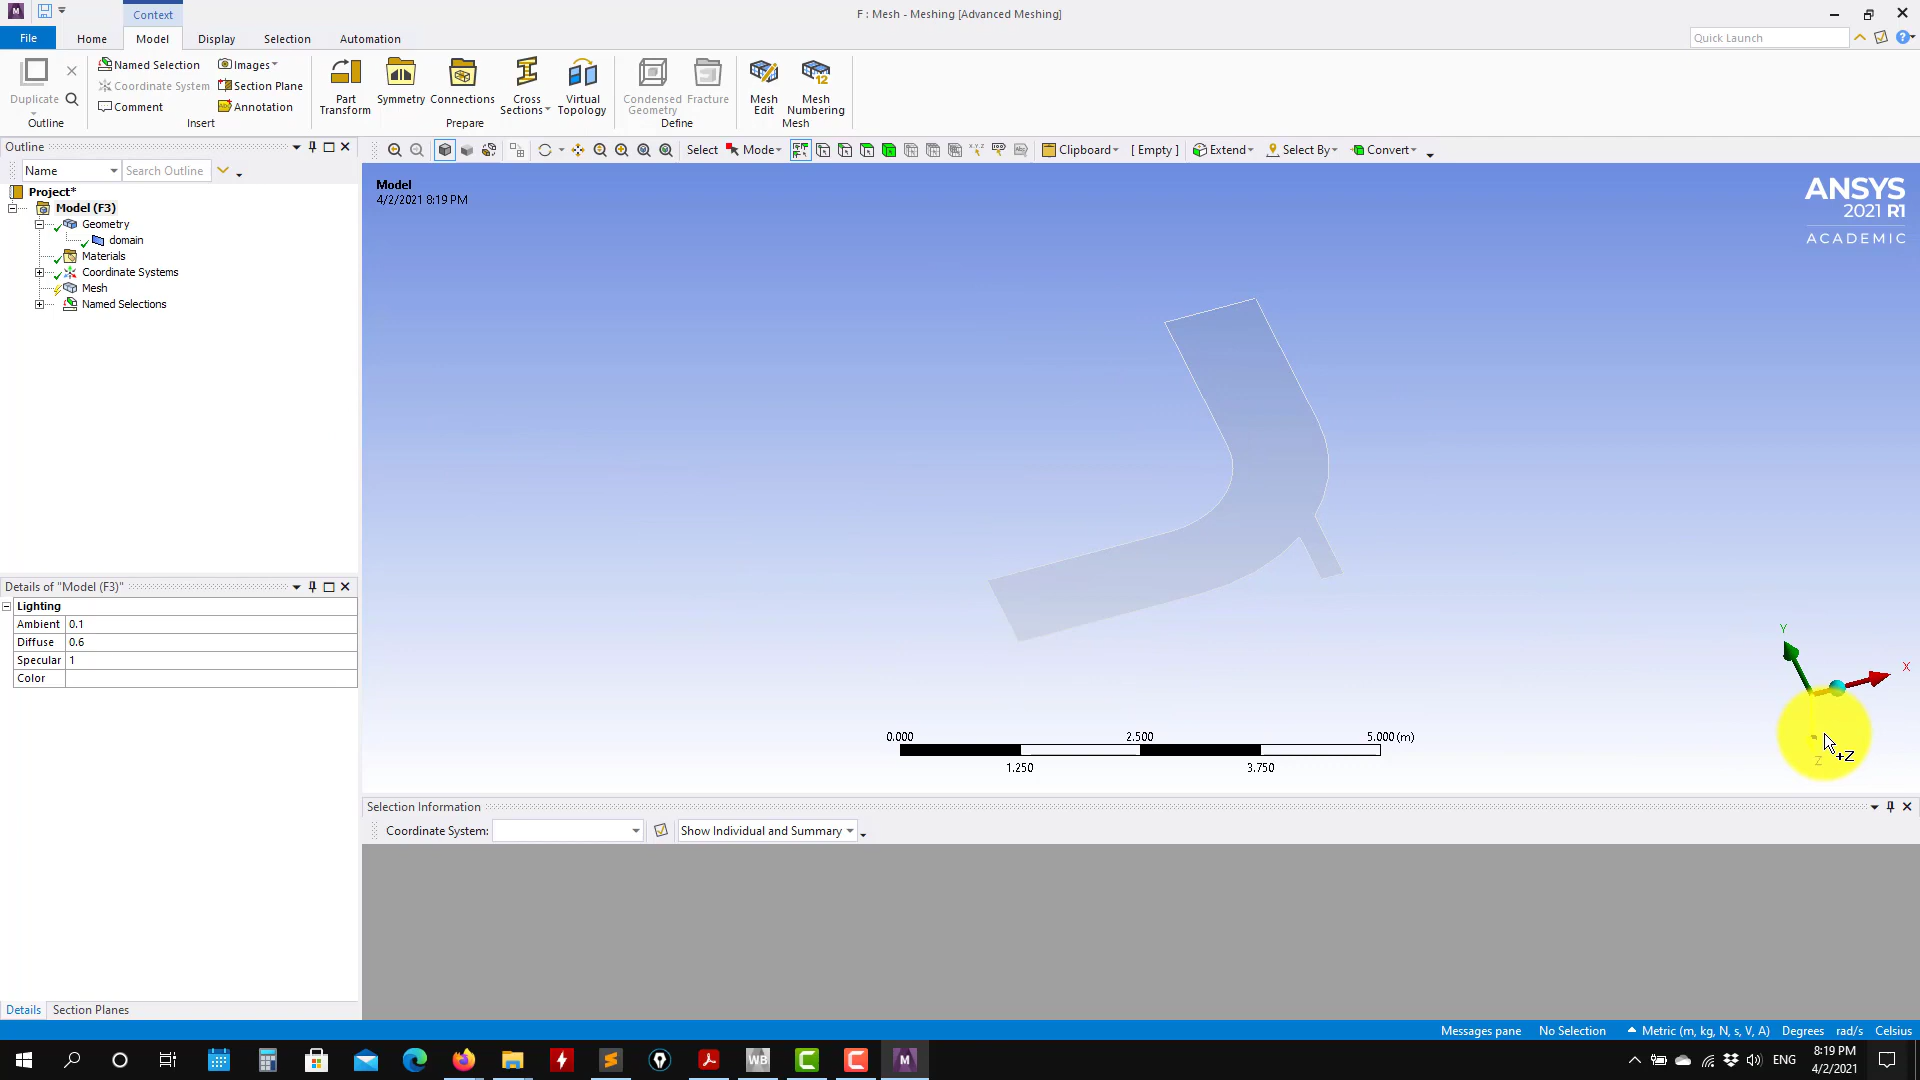 Context
F : Mesh - Meshing [Advanced Meshing]
File
Home
Model
Display
Selection
Automation
Quick Launch
Duplicate
Outline
Named Selection
Coordinate System
Comment
Images
Section Plane
Annotation
Insert
Part Transform
Symmetry
Connections
Cross Sections
Virtual Topology
Prepare
Condensed Geometry
Fracture
Define
Mesh Edit
Mesh Numbering
Mesh
Outline
Name
Search Outline
Select
Mode
Clipboard
[ Empty ]
Extend
Select By
Convert
Project*
Model (F3)
Geometry
domain
Materials
Coordinate Systems
Mesh
Named Selections
Model
4/2/2021 8:19 PM
ANSYS
2021 R1
ACADEMIC
Details of "Model (F3)"
Lighting
Ambient 0.1
Diffuse 0.6
Specular 1
Color
Y
X
Z
+Z
0.000 2.500 5.000 (m)
1.250 3.750
Selection Information
Coordinate System:
Show Individual and Summary
Details
Section Planes
Messages pane
No Selection
Metric (m, kg, N, s, V, A)
Degrees
rad/s
Celsius
WB
M
ENG
8:19 PM
4/2/2021